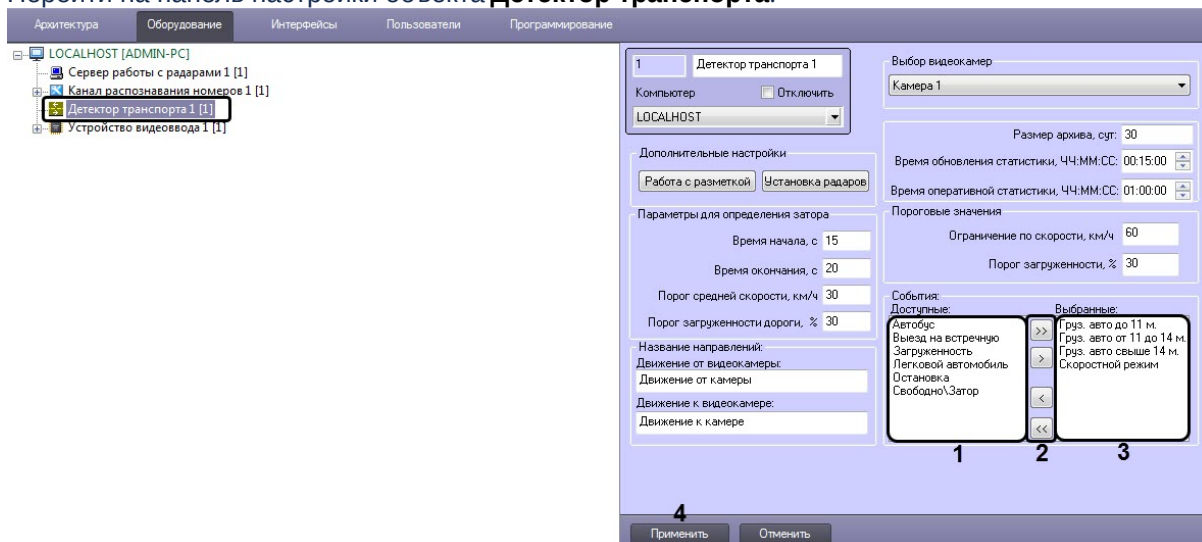 Перейти на панель настройки объекта Детектор транспорта.
Архитектура Оборудование Интерфейсы Пользователи Программирование
LOCALHOST [ADMIN-PC]
Сервер работы с радарами 1 [1]
Канал распознавания номеров 1 [1]
Детектор транспорта 1 [1]
Устройство видеоввода 1 [1]
1 Детектор транспорта 1
Компьютер Отключить
LOCALHOST
Выбор видеокамер
Камера 1
Дополнительные настройки
Работа с разметкой Установка радаров
Размер архива, сут: 30
Время обновления статистики, ЧЧ:ММ:СС: 00:15:00
Время оперативной статистики, ЧЧ:ММ:СС: 01:00:00
Параметры для определения затора
Время начала, с 15
Время окончания, с 20
Порог средней скорости, км/ч 30
Порог загруженности дороги, % 30
Пороговые значения
Ограничение по скорости, км/ч 60
Порог загруженности, % 30
Название направлений:
Движение от видеокамеры:
Движение от камеры
Движение к видеокамере:
Движение к камере
События:
Доступные: Выбранные:
Автобус
Выезд на встречную
Загруженность
Легковой автомобиль
Остановка
Свободно\Затор
>>
>
<
<<
Груз. авто до 11 м.
Груз. авто от 11 до 14 м.
Груз. авто свыше 14 м.
Скоростной режим
1 2 3
4
Применить Отменить